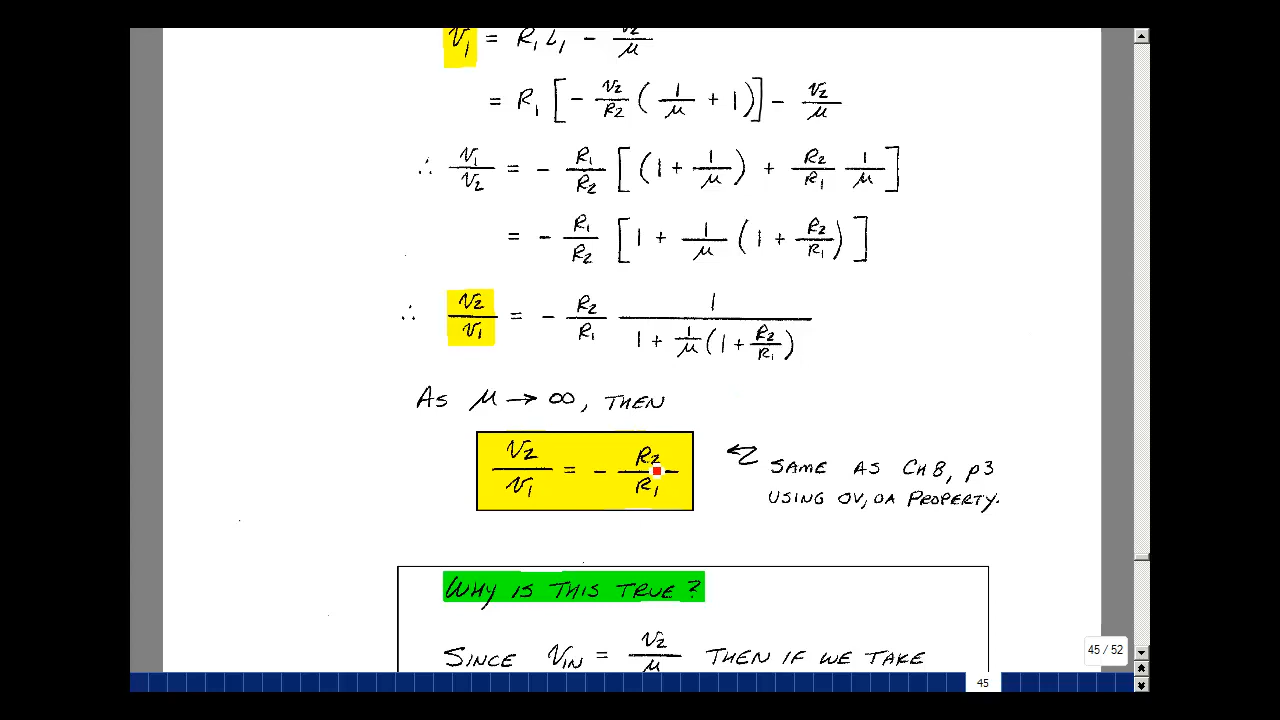 v₁ = R₁ i₁ − v₂/μ
= R₁ [ − v₂/R₂ ( 1/μ + 1 ) ] − v₂/μ
∴ v₁/v₂ = − R₁/R₂ [ ( 1 + 1/μ ) + R₂/R₁ 1/μ ]
= − R₁/R₂ [ 1 + 1/μ ( 1 + R₂/R₁ ) ]
∴ v₂/v₁ = − R₂/R₁ 1/(1 + 1/μ ( 1 + R₂/R₁ ))
AS μ → ∞, THEN
v₂/v₁ = − R₂/R₁
← SAME AS CH 8, p3
USING 0V, 0A PROPERTY.
WHY IS THIS TRUE?
SINCE v_IN = v₂/μ THEN IF WE TAKE
45 / 52
45